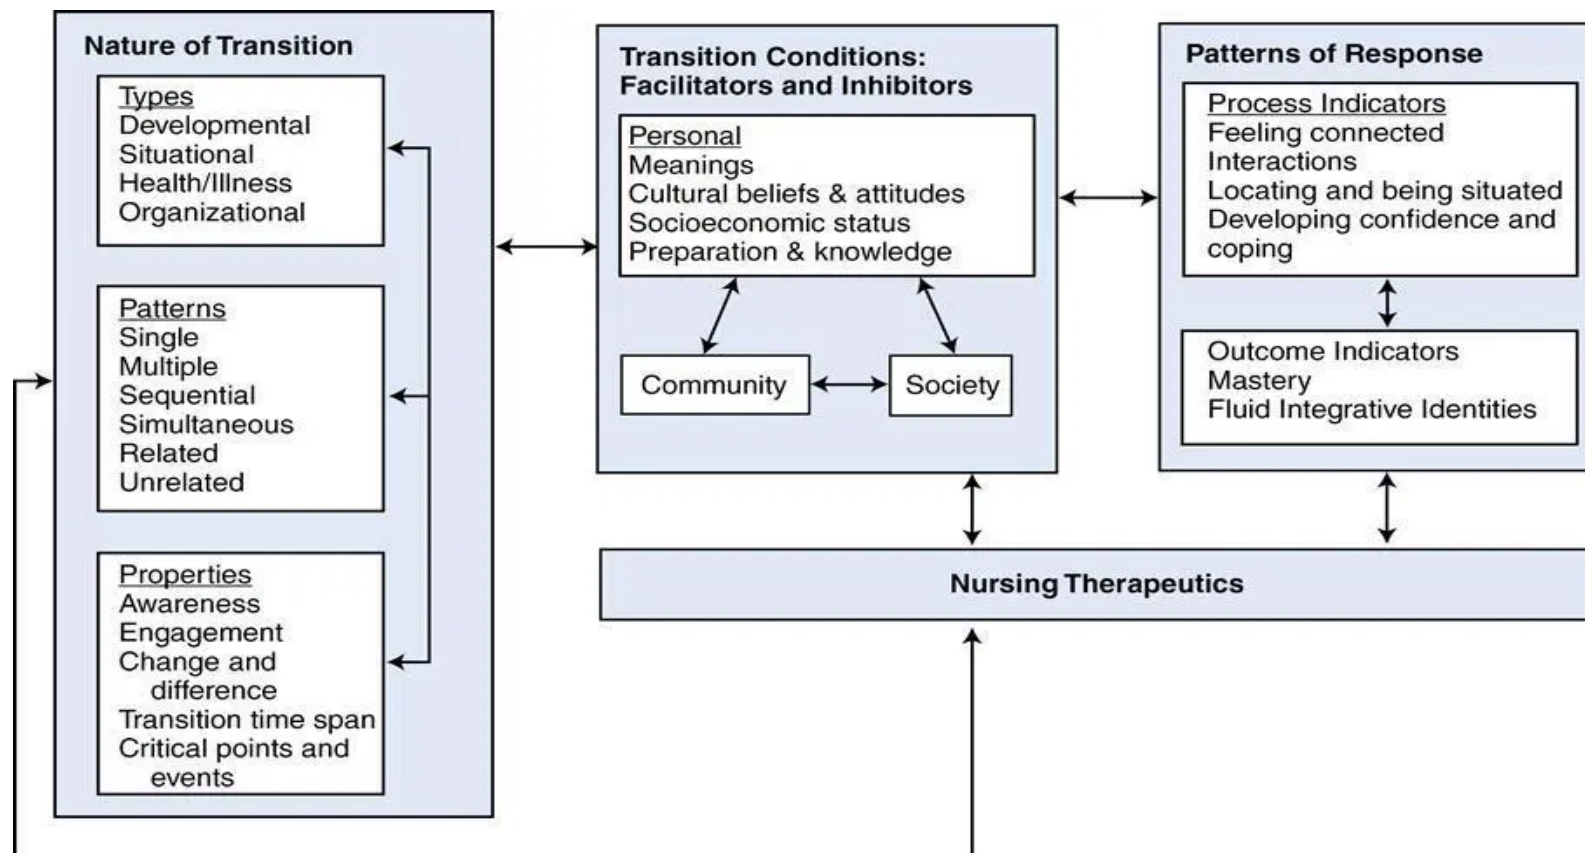 Nature of Transition
Types
Developmental
Situational
Health/Illness
Organizational
Patterns
Single
Multiple
Sequential
Simultaneous
Related
Unrelated
Properties
Awareness
Engagement
Change and
difference
Transition time span
Critical points and
events
Transition Conditions:
Facilitators and Inhibitors
Personal
Meanings
Cultural beliefs & attitudes
Socioeconomic status
Preparation & knowledge
Community
Society
Patterns of Response
Process Indicators
Feeling connected
Interactions
Locating and being situated
Developing confidence and
coping
Outcome Indicators
Mastery
Fluid Integrative Identities
Nursing Therapeutics